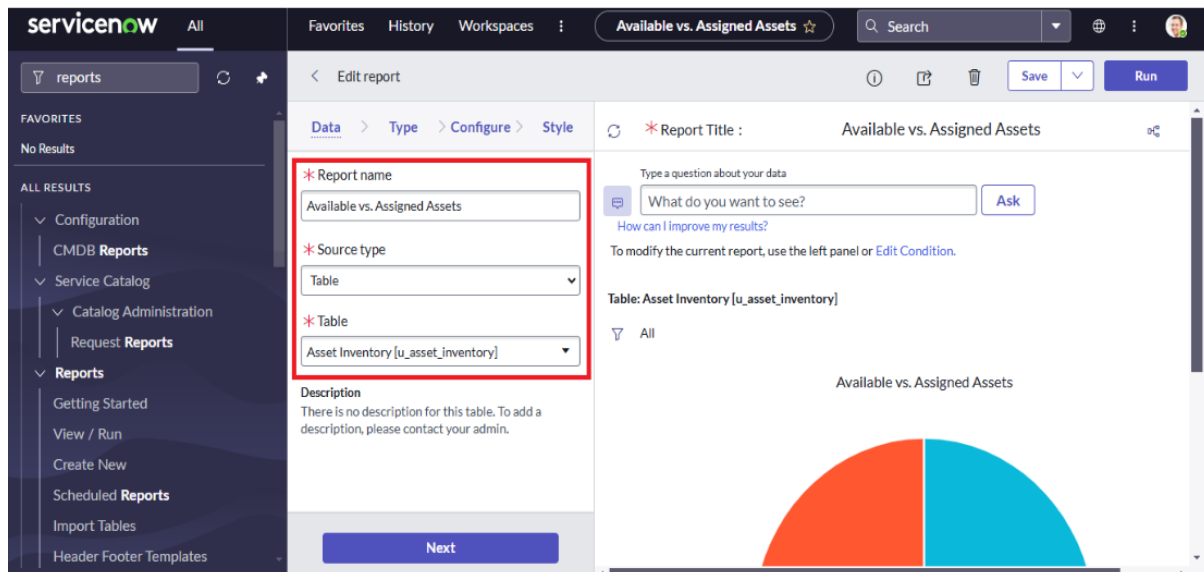 servicenow All Favorites History Workspaces Available vs. Assigned Assets Search
reports
FAVORITES
No Results
ALL RESULTS
Configuration
CMDB Reports
Service Catalog
Catalog Administration
Request Reports
Reports
Getting Started
View / Run
Create New
Scheduled Reports
Import Tables
Header Footer Templates
Edit report
Save
Run
Data Type Configure Style
* Report name
Available vs. Assigned Assets
* Source type
Table
* Table
Asset Inventory [u_asset_inventory]
Description
There is no description for this table. To add a
description, please contact your admin.
Next
* Report Title : Available vs. Assigned Assets
Type a question about your data
What do you want to see?
Ask
How can I improve my results?
To modify the current report, use the left panel or Edit Condition.
Table: Asset Inventory [u_asset_inventory]
All
Available vs. Assigned Assets